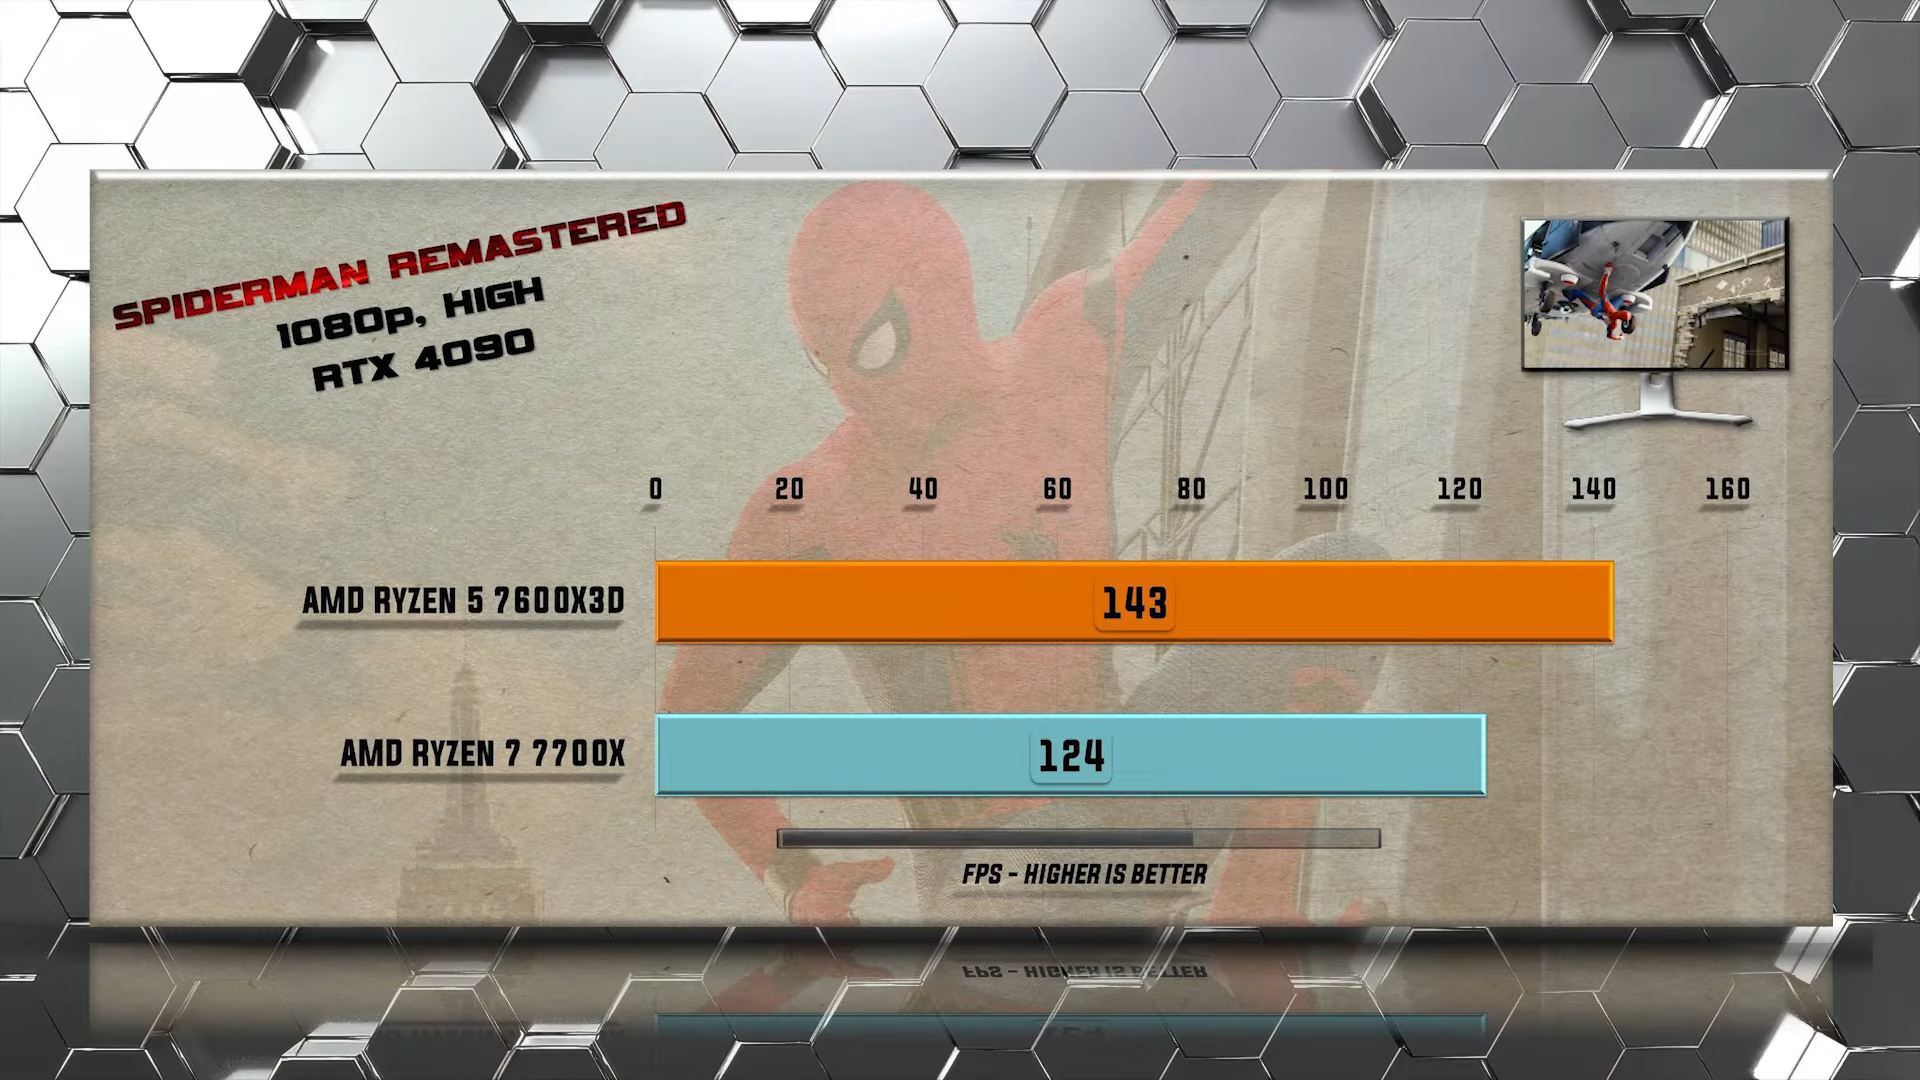 SPIDERMAN REMASTERED
1080p, HIGH
RTX 4090
0 20 40 60 80 100 120 140 160
AMD RYZEN 5 7600X3D 143
AMD RYZEN 7 7700X 124
FPS - HIGHER IS BETTER